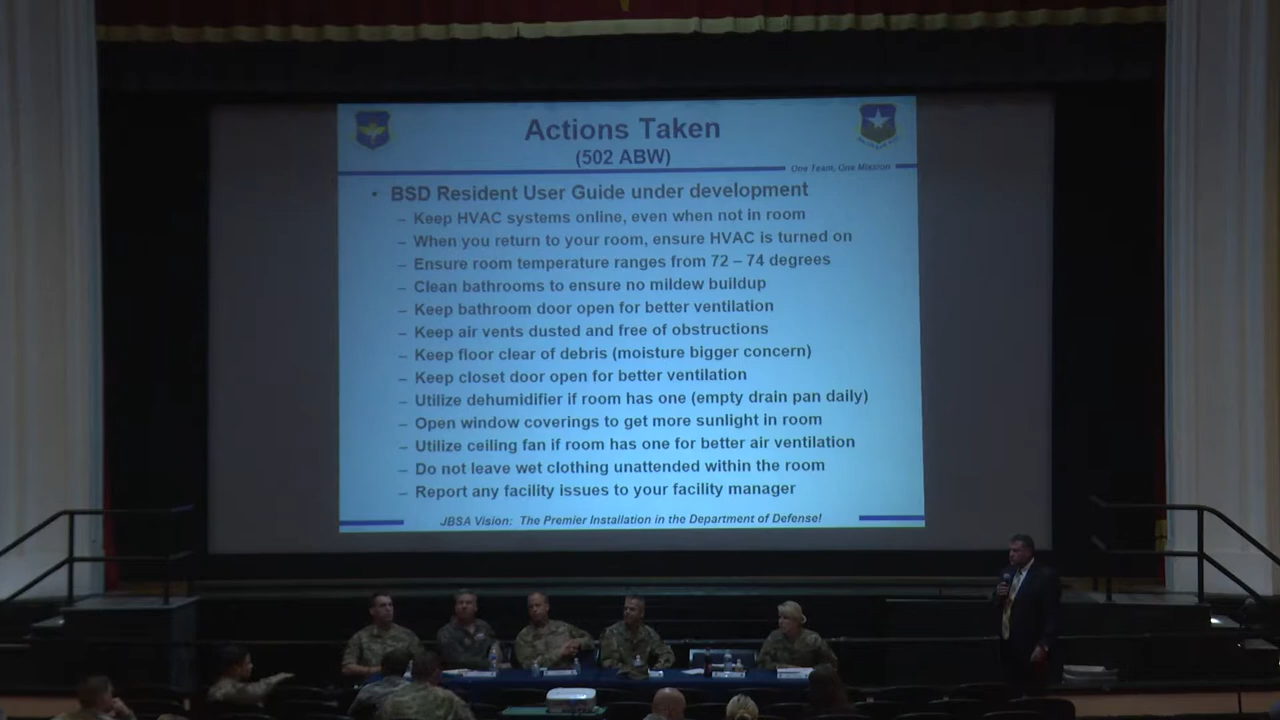 Actions Taken
(502 ABW)
One Team, One Mission
• BSD Resident User Guide under development
– Keep HVAC systems online, even when not in room
– When you return to your room, ensure HVAC is turned on
– Ensure room temperature ranges from 72 – 74 degrees
– Clean bathrooms to ensure no mildew buildup
– Keep bathroom door open for better ventilation
– Keep air vents dusted and free of obstructions
– Keep floor clear of debris (moisture bigger concern)
– Keep closet door open for better ventilation
– Utilize dehumidifier if room has one (empty drain pan daily)
– Open window coverings to get more sunlight in room
– Utilize ceiling fan if room has one for better air ventilation
– Do not leave wet clothing unattended within the room
– Report any facility issues to your facility manager
JBSA Vision: The Premier Installation in the Department of Defense!